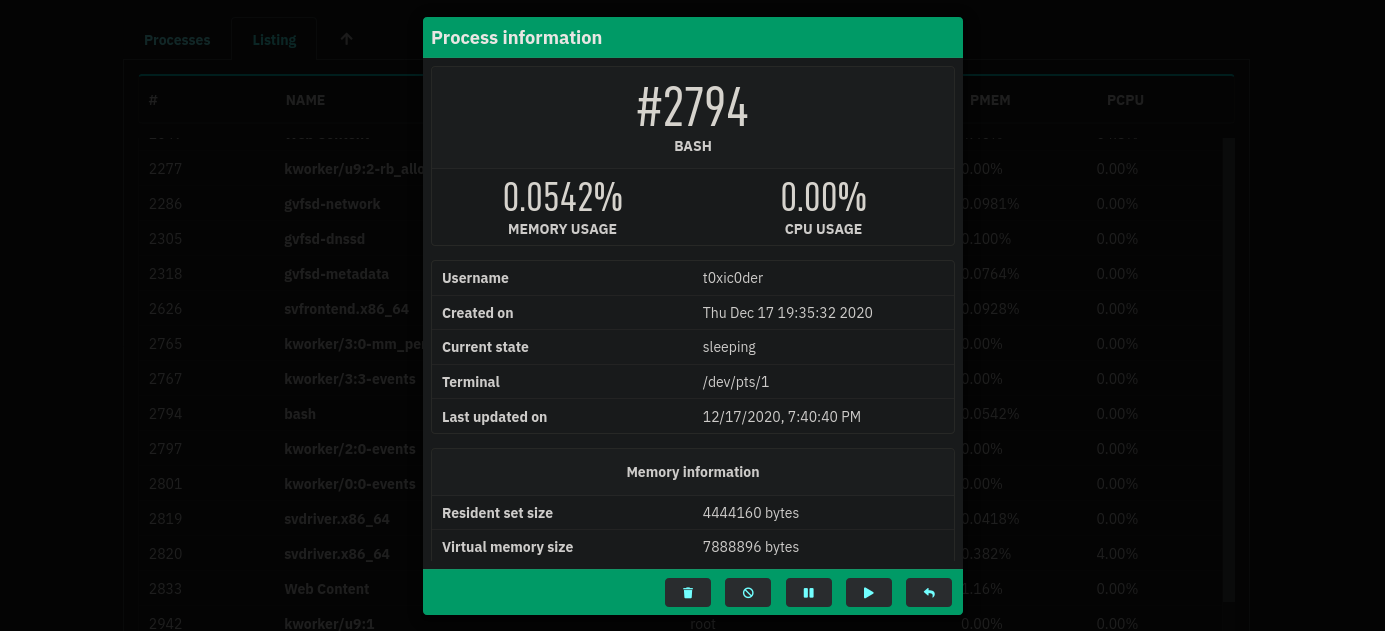 Process information
Processes Listing
# NAME PMEM PCPU
#2794
BASH
0.0542% 0.00%
MEMORY USAGE CPU USAGE
Username t0xic0der
Created on Thu Dec 17 19:35:32 2020
Current state sleeping
Terminal /dev/pts/1
Last updated on 12/17/2020, 7:40:40 PM
Memory information
Resident set size 4444160 bytes
Virtual memory size 7888896 bytes
2277 kworker/u9:2-rb_allo 0.00% 0.00%
2286 gvfsd-network 0.0981% 0.00%
2305 gvfsd-dnssd 0.100% 0.00%
2318 gvfsd-metadata 0.0764% 0.00%
2626 svfrontend.x86_64 0.0928% 0.00%
2765 kworker/3:0-mm_pe 0.00% 0.00%
2767 kworker/3:3-events 0.00% 0.00%
2794 bash 0.0542% 0.00%
2797 kworker/2:0-events 0.00% 0.00%
2801 kworker/0:0-events 0.00% 0.00%
2819 svdriver.x86_64 0.0418% 0.00%
2820 svdriver.x86_64 0.382% 4.00%
2833 Web Content 1.16% 0.00%
2942 kworker/u9:1 root 0.00% 0.00%